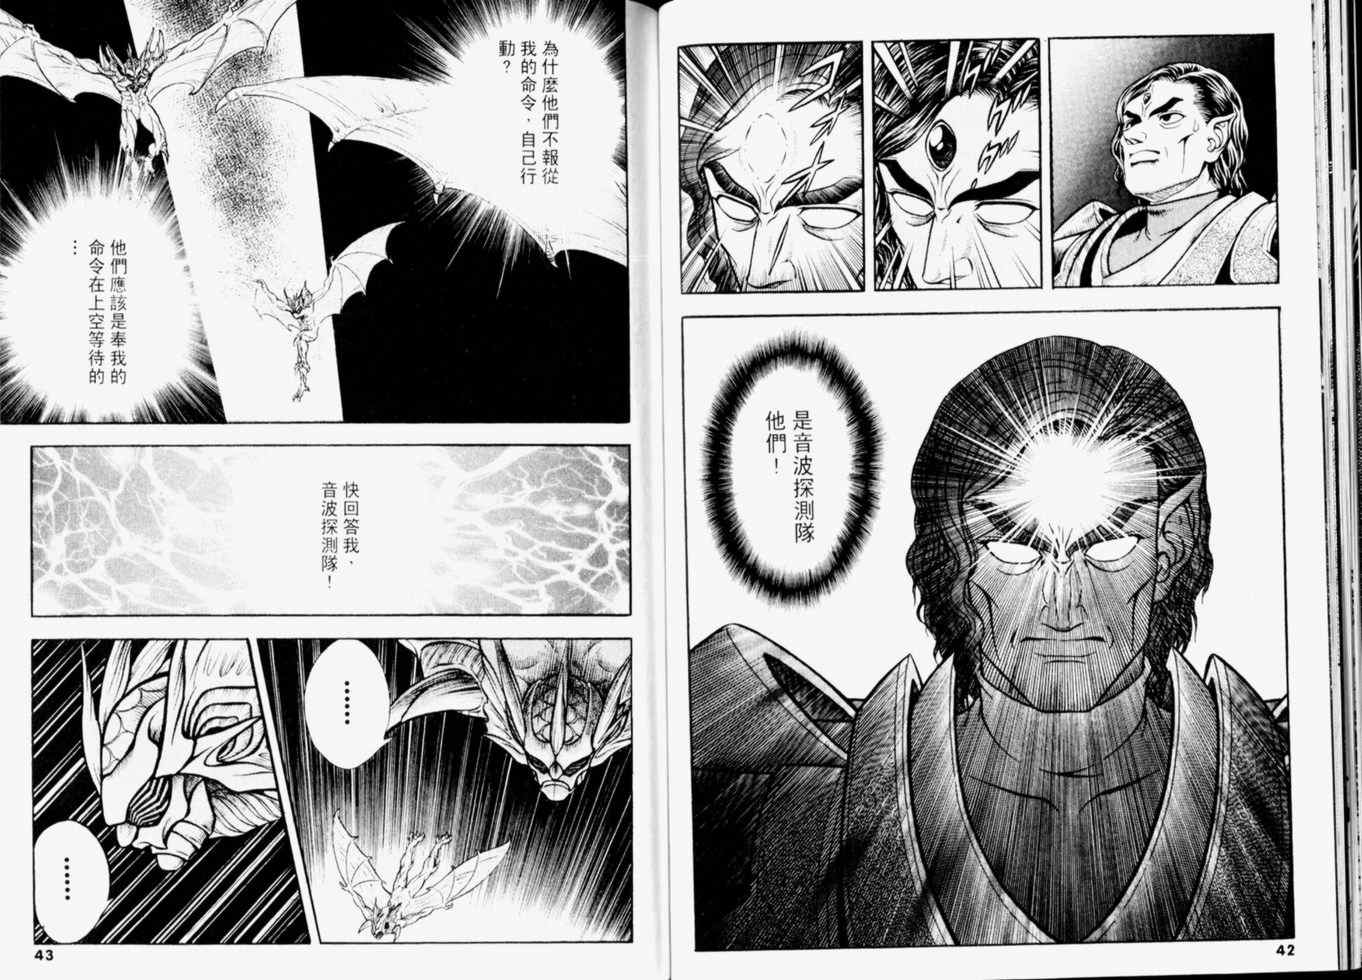 是音波探測隊
他們！
42
為什麼他們不報從
我的命令，自己行
動？
他們應該是奉我的
命令在上空等待的
…
快回答我，
音波探測隊！
……
……
43